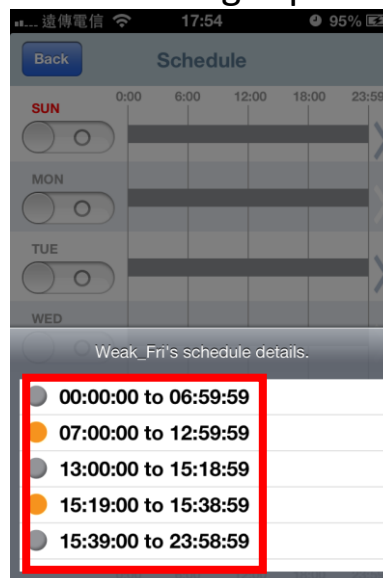 遠傳電信 17:54 95%
Back Schedule
0:00 6:00 12:00 18:00 23:59
SUN
MON
TUE
WED
Weak_Fri's schedule details.
00:00:00 to 06:59:59
07:00:00 to 12:59:59
13:00:00 to 15:18:59
15:19:00 to 15:38:59
15:39:00 to 23:58:59